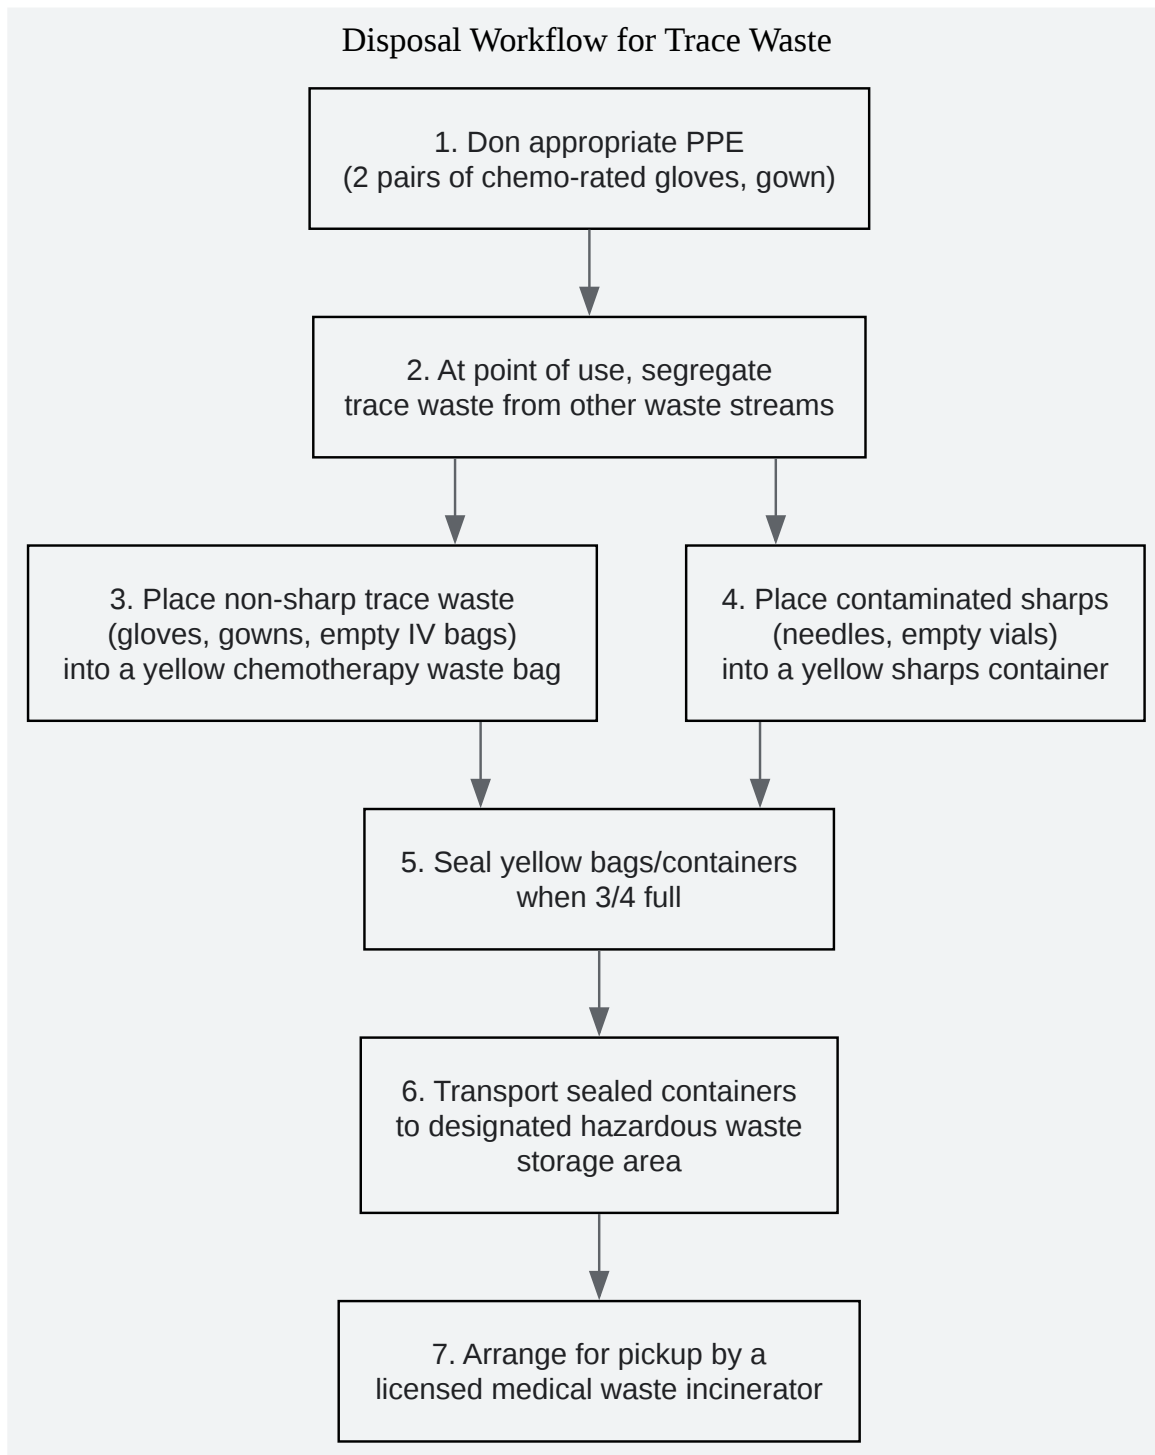 Disposal Workflow for Trace Waste
1. Don appropriate PPE
(2 pairs of chemo-rated gloves, gown)
2. At point of use, segregate
trace waste from other waste streams
3. Place non-sharp trace waste
(gloves, gowns, empty IV bags)
into a yellow chemotherapy waste bag
4. Place contaminated sharps
(needles, empty vials)
into a yellow sharps container
5. Seal yellow bags/containers
when 3/4 full
6. Transport sealed containers
to designated hazardous waste
storage area
7. Arrange for pickup by a
licensed medical waste incinerator